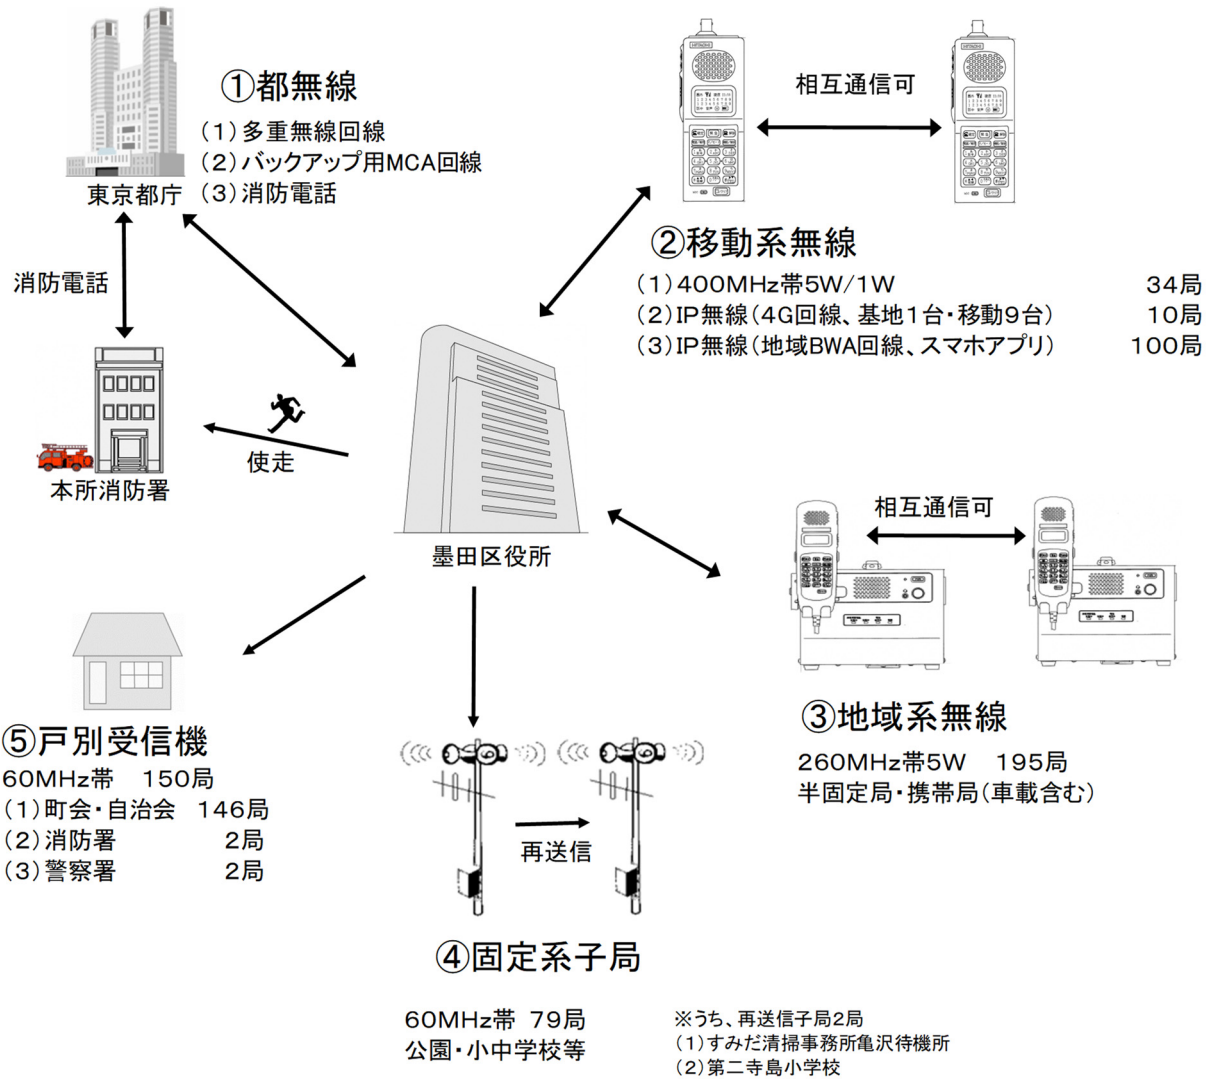 ①都無線
(1)多重無線回線
(2)バックアップ用MCA回線
(3)消防電話
東京都庁
消防電話
本所消防署
使走
墨田区役所
相互通信可
②移動系無線
(1)400MHz帯5W/1W 34局
(2)IP無線(4G回線、基地1台・移動9台) 10局
(3)IP無線(地域BWA回線、スマホアプリ) 100局
相互通信可
③地域系無線
260MHz帯5W 195局
半固定局・携帯局(車載含む)
⑤戸別受信機
60MHz帯 150局
(1)町会・自治会 146局
(2)消防署 2局
(3)警察署 2局
再送信
④固定系子局
60MHz帯 79局
公園・小中学校等
※うち、再送信子局2局
(1)すみだ清掃事務所亀沢待機所
(2)第二寺島小学校